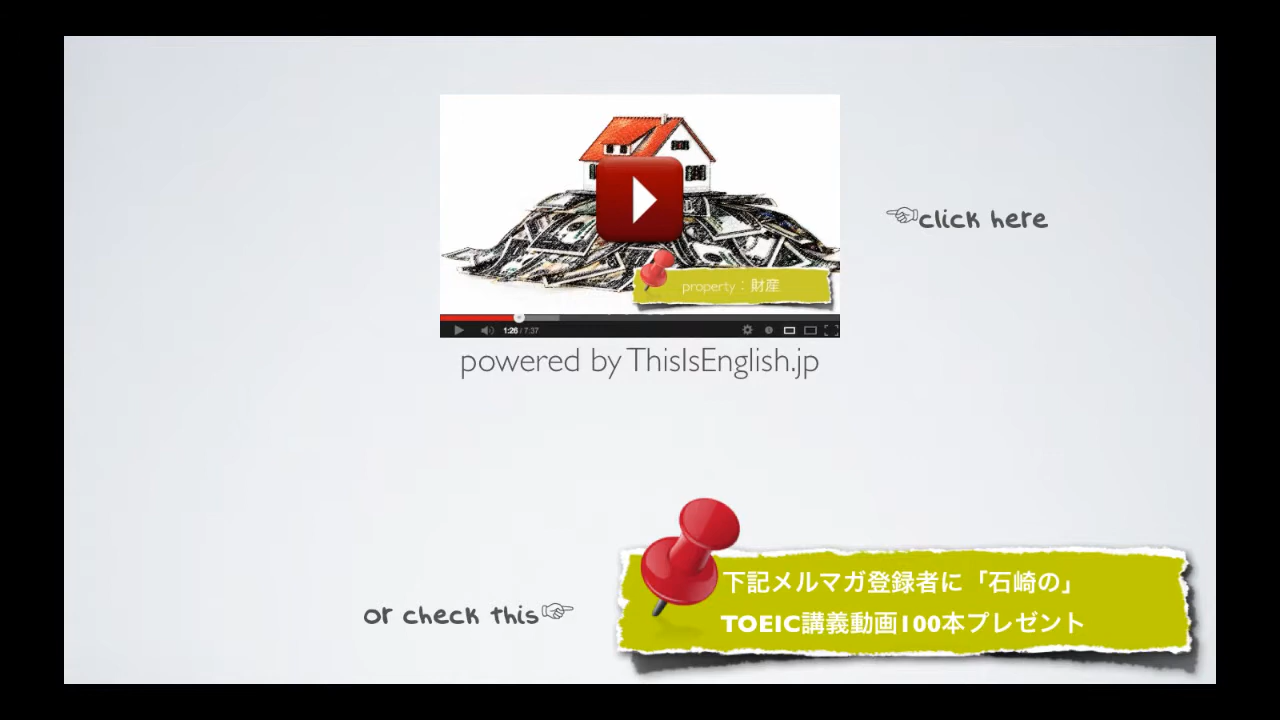 ☜click here
property：財産
1:26 / 7:37
powered by ThisIsEnglish.jp
下記メルマガ登録者に「石崎の」
TOEIC講義動画100本プレゼント
or check this☞